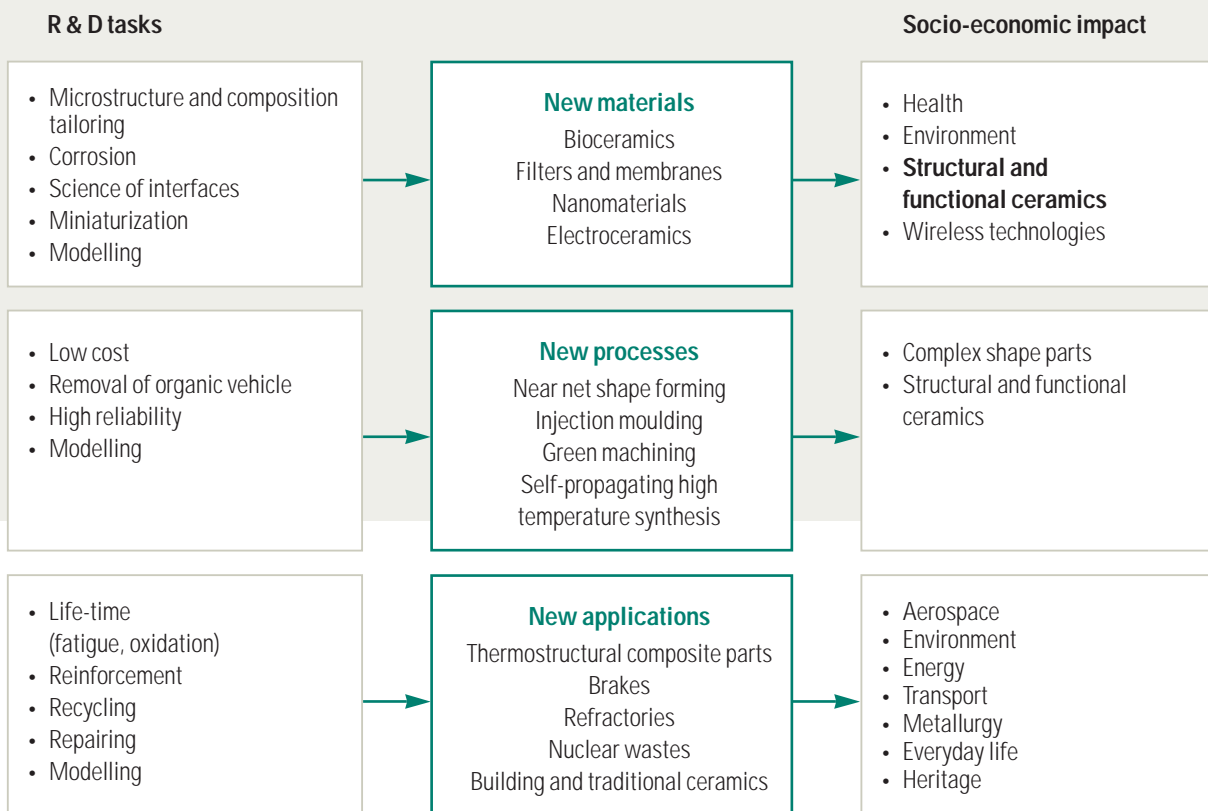 R & D tasks
Socio-economic impact
• Microstructure and composition
tailoring
• Corrosion
• Science of interfaces
• Miniaturization
• Modelling
New materials
Bioceramics
Filters and membranes
Nanomaterials
Electroceramics
• Health
• Environment
• Structural and
functional ceramics
• Wireless technologies
• Low cost
• Removal of organic vehicle
• High reliability
• Modelling
New processes
Near net shape forming
Injection moulding
Green machining
Self-propagating high
temperature synthesis
• Complex shape parts
• Structural and functional
ceramics
• Life-time
(fatigue, oxidation)
• Reinforcement
• Recycling
• Repairing
• Modelling
New applications
Thermostructural composite parts
Brakes
Refractories
Nuclear wastes
Building and traditional ceramics
• Aerospace
• Environment
• Energy
• Transport
• Metallurgy
• Everyday life
• Heritage